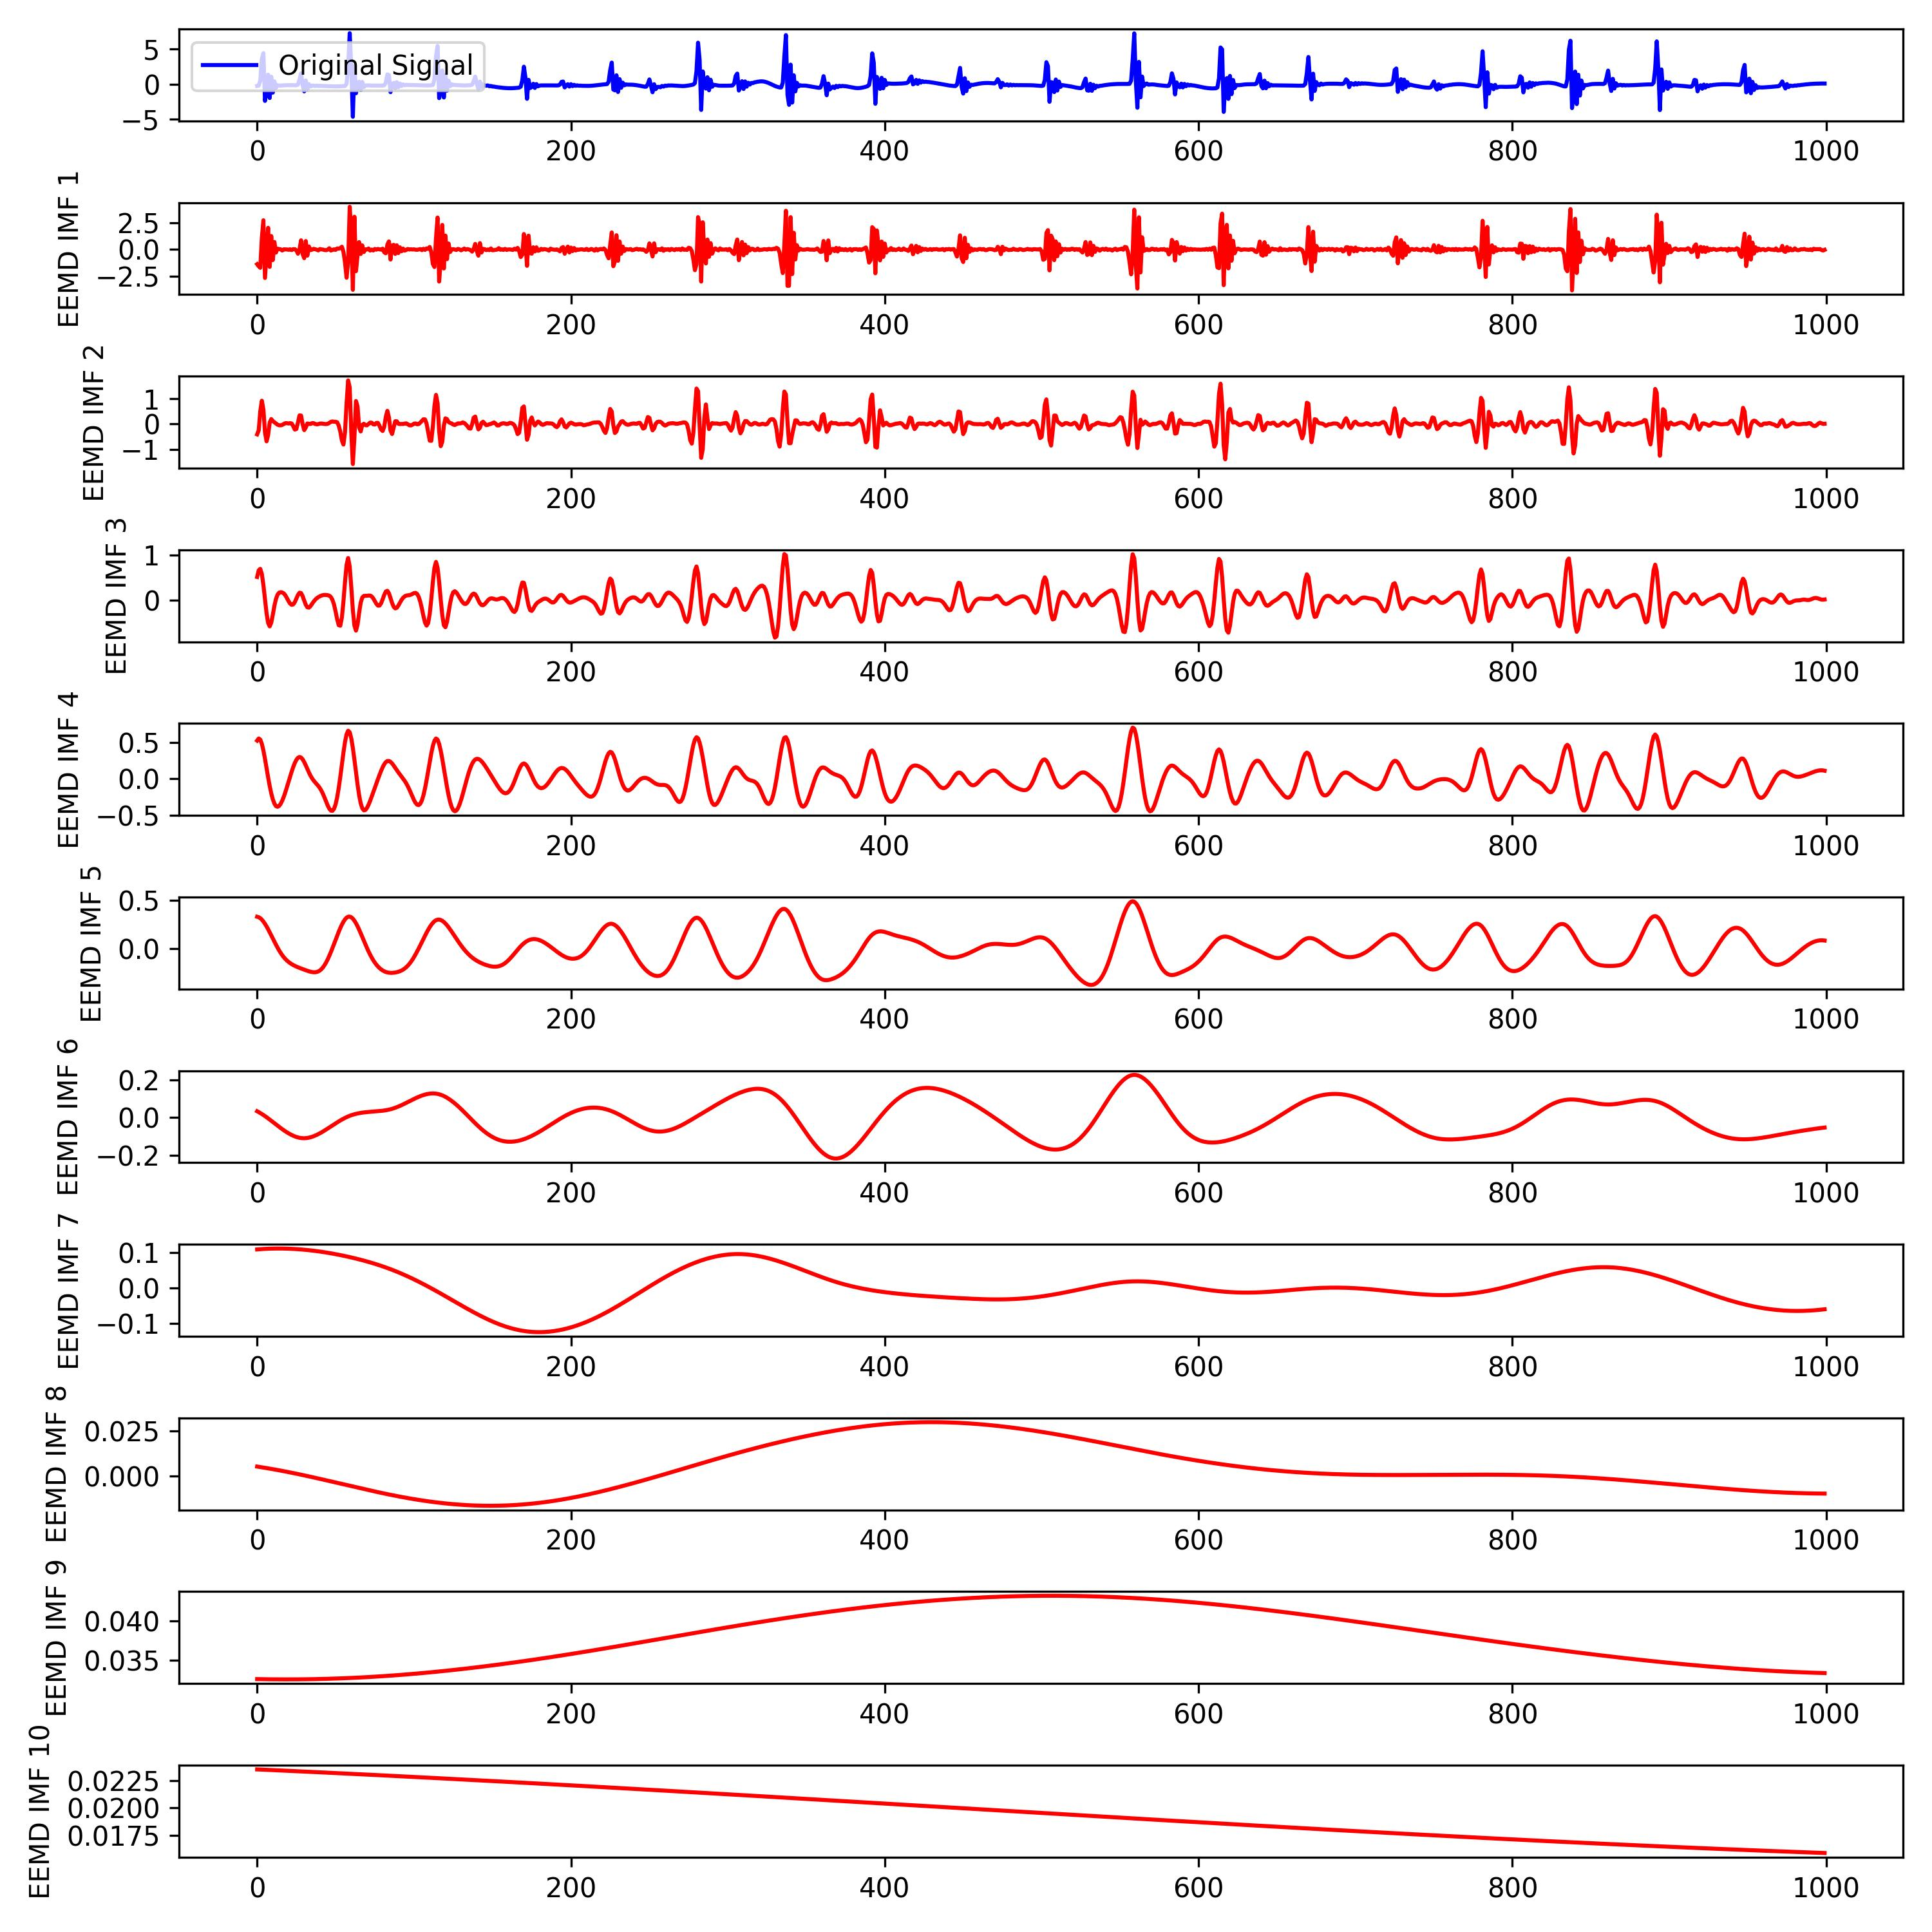 Original Signal
5
0
−5
0 200 400 600 800 1000
EEMD IMF 1
2.5
0.0
−2.5
0 200 400 600 800 1000
EEMD IMF 2
1
0
−1
0 200 400 600 800 1000
EEMD IMF 3
1
0
0 200 400 600 800 1000
EEMD IMF 4
0.5
0.0
−0.5
0 200 400 600 800 1000
EEMD IMF 5
0.5
0.0
0 200 400 600 800 1000
EEMD IMF 6
0.2
0.0
−0.2
0 200 400 600 800 1000
EEMD IMF 7
0.1
0.0
−0.1
0 200 400 600 800 1000
EEMD IMF 8
0.025
0.000
0 200 400 600 800 1000
EEMD IMF 9
0.040
0.035
0 200 400 600 800 1000
EEMD IMF 10
0.0225
0.0200
0.0175
0 200 400 600 800 1000